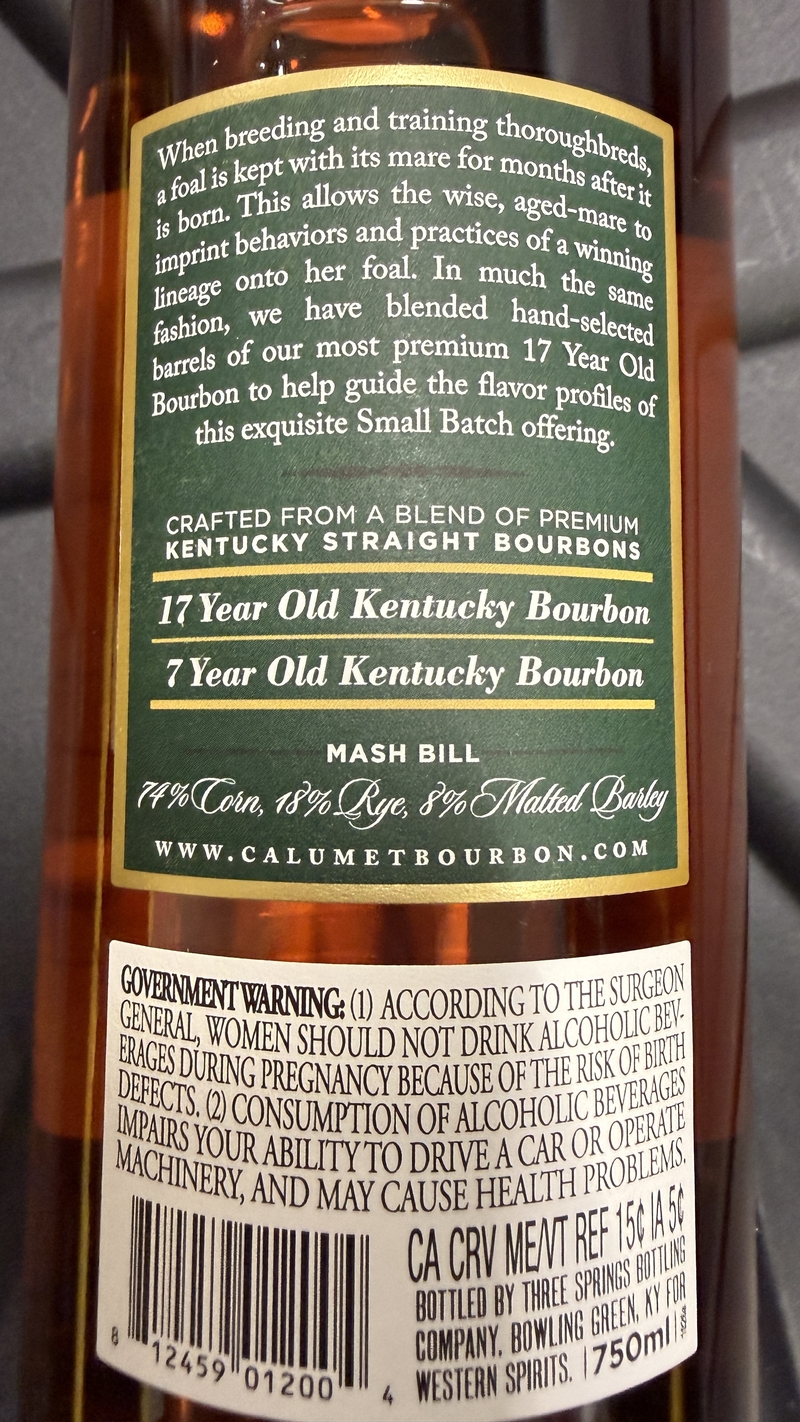 When breeding and training thoroughbreds,
a foal is kept with its mare for months after it
is born. This allows the wise, aged-mare to
imprint behaviors and practices of a winning
lineage onto her foal. In much the same
fashion, we have blended hand-selected
barrels of our most premium 17 Year Old
Bourbon to help guide the flavor profiles of
this exquisite Small Batch offering.
CRAFTED FROM A BLEND OF PREMIUM
KENTUCKY STRAIGHT BOURBONS
17 Year Old Kentucky Bourbon
7 Year Old Kentucky Bourbon
MASH BILL
74% Corn, 18% Rye, 8% Malted Barley
WWW.CALUMETBOURBON.COM
GOVERNMENT WARNING: (1) ACCORDING TO THE SURGEON
GENERAL, WOMEN SHOULD NOT DRINK ALCOHOLIC BEV-
ERAGES DURING PREGNANCY BECAUSE OF THE RISK OF BIRTH
DEFECTS. (2) CONSUMPTION OF ALCOHOLIC BEVERAGES
IMPAIRS YOUR ABILITY TO DRIVE A CAR OR OPERATE
MACHINERY, AND MAY CAUSE HEALTH PROBLEMS.
CA CRV ME/VT REF 15¢ IA 5¢
BOTTLED BY THREE SPRINGS BOTTLING
COMPANY, BOWLING GREEN, KY FOR
WESTERN SPIRITS. | 750ml |
8 12459 01200 4